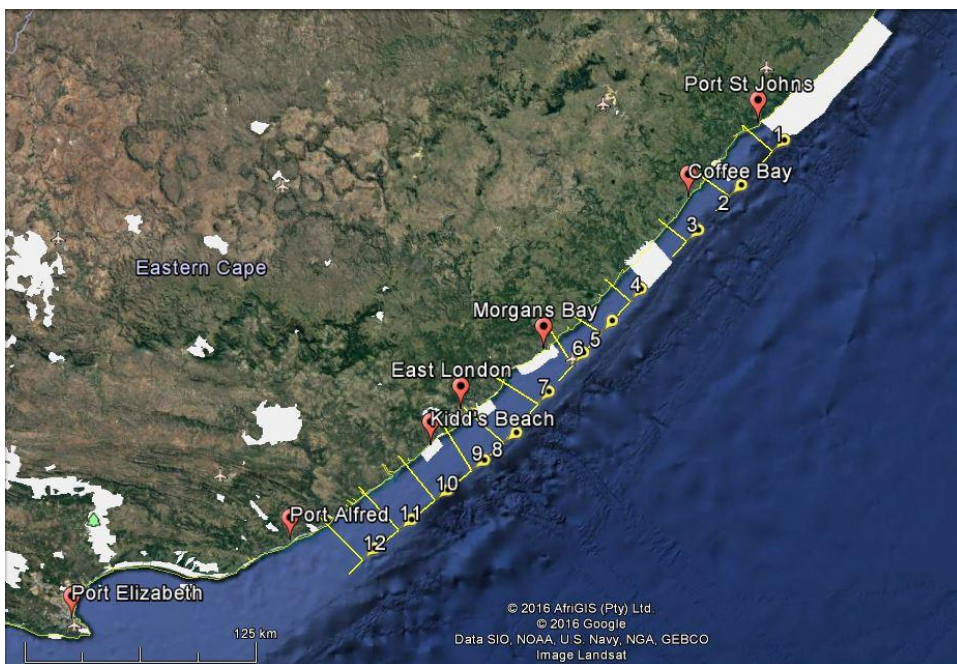 Port St Johns
1
Coffee Bay
2
3
Eastern Cape
4
Morgans Bay
5
6
East London
7
Kidd's Beach
8
9
10
Port Alfred
11
12
Port Elizabeth
© 2016 AfriGIS (Pty) Ltd.
© 2016 Google
125 km
Data SIO, NOAA, U.S. Navy, NGA, GEBCO
Image Landsat